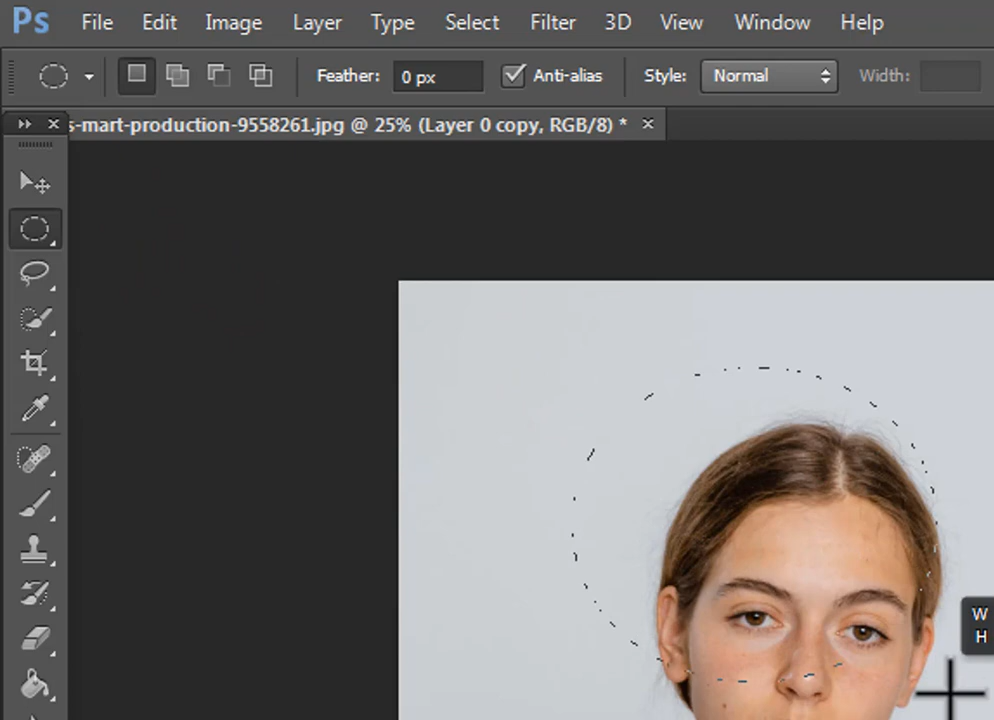 Ps File Edit Image Layer Type Select Filter 3D View Window Help
Feather: 0 px Anti-alias Style: Normal Width:
s-mart-production-9558261.jpg @ 25% (Layer 0 copy, RGB/8) * ×
W
H